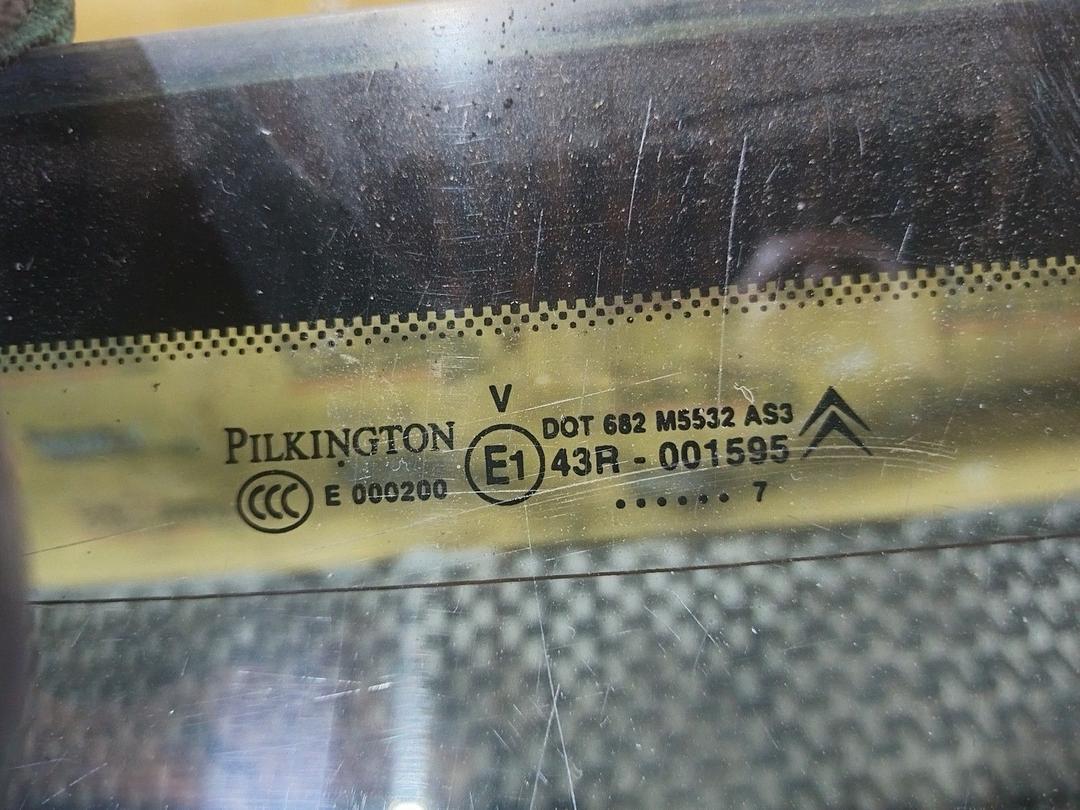 V
PILKINGTON
DOT 682 M5532 AS3
E1 43R - 001595
CCC E 000200
...... 7